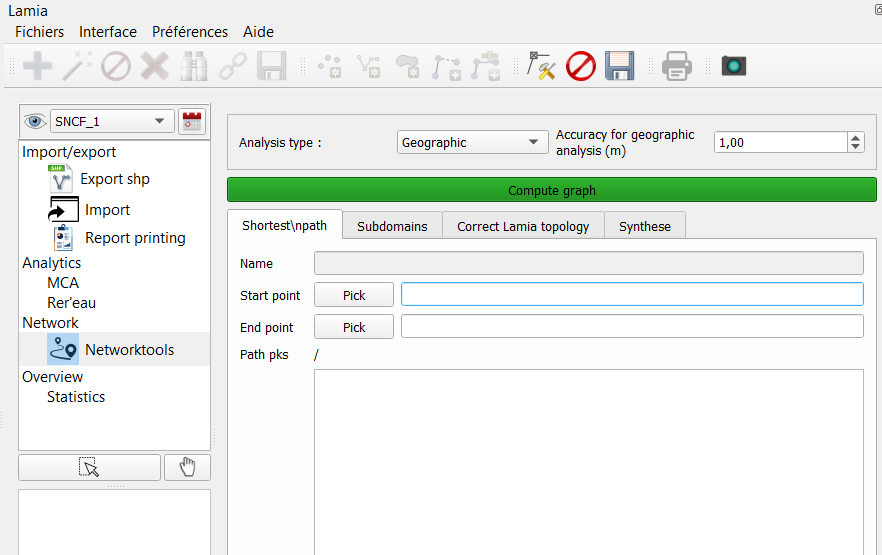 Lamia
Fichiers Interface Préférences Aide
SNCF_1
Import/export
SHP
Export shp
Import
Report printing
Analytics
MCA
Rer'eau
Network
Networktools
Overview
Statistics
Analysis type :
Geographic
Accuracy for geographic
analysis (m)
1,00
Compute graph
Shortest\npath Subdomains Correct Lamia topology Synthese
Name
Start point Pick
End point Pick
Path pks /